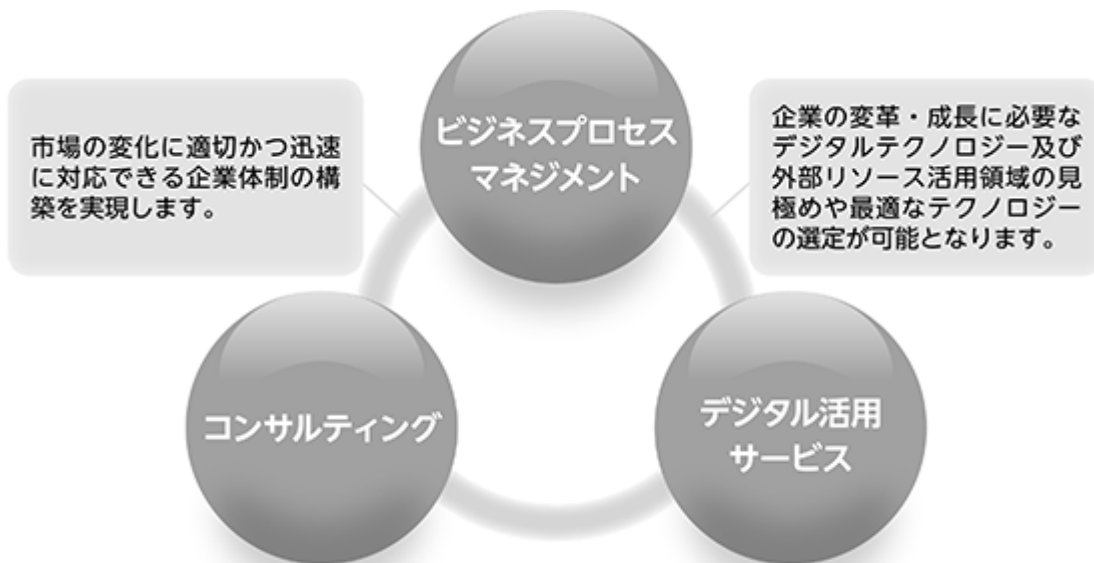 ビジネスプロセス
マネジメント
市場の変化に適切かつ迅速
に対応できる企業体制の構
築を実現します。
企業の変革・成長に必要な
デジタルテクノロジー及び
外部リソース活用領域の見
極めや最適なテクノロジー
の選定が可能となります。
コンサルティング
デジタル活用
サービス